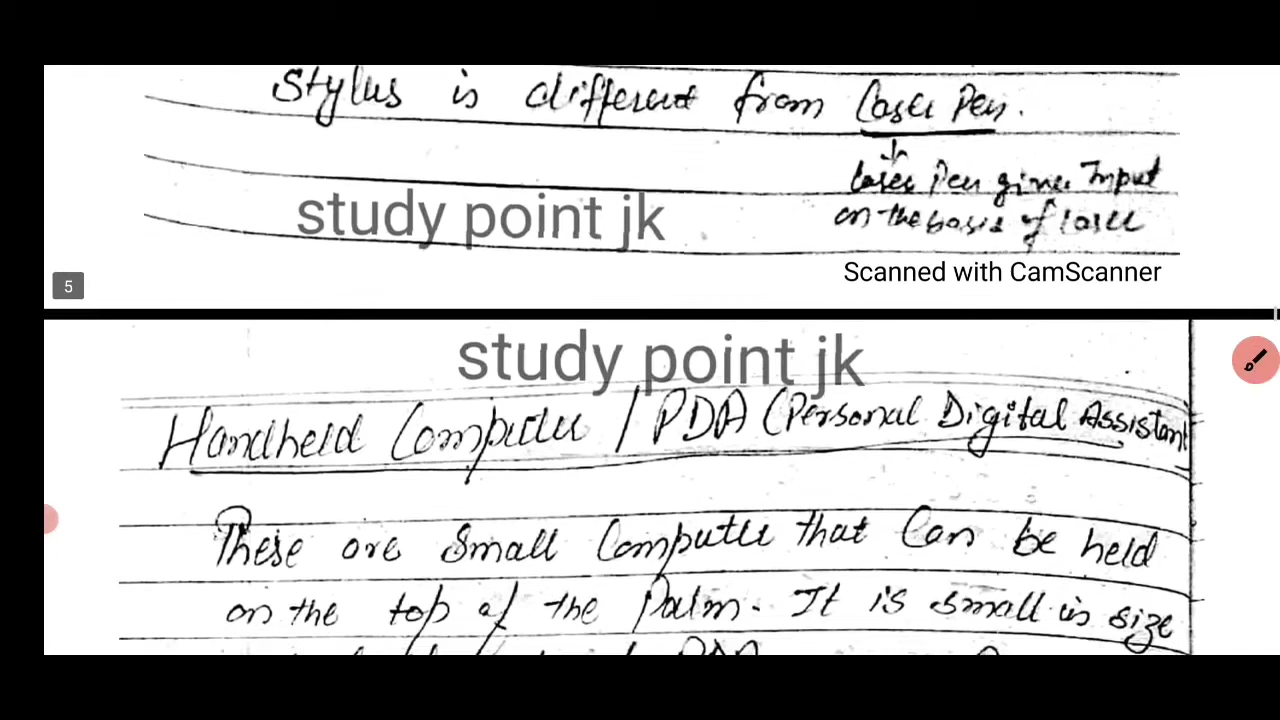 Stylus is different from Laser Pen.
Laser Pen gives Input
on the basis of laser
study point jk
Scanned with CamScanner
5
study point jk
Handheld Computer / PDA (Personal Digital Assistant
These are small Computer that Can be held
on the top of the Palm. It is small in size
PDA